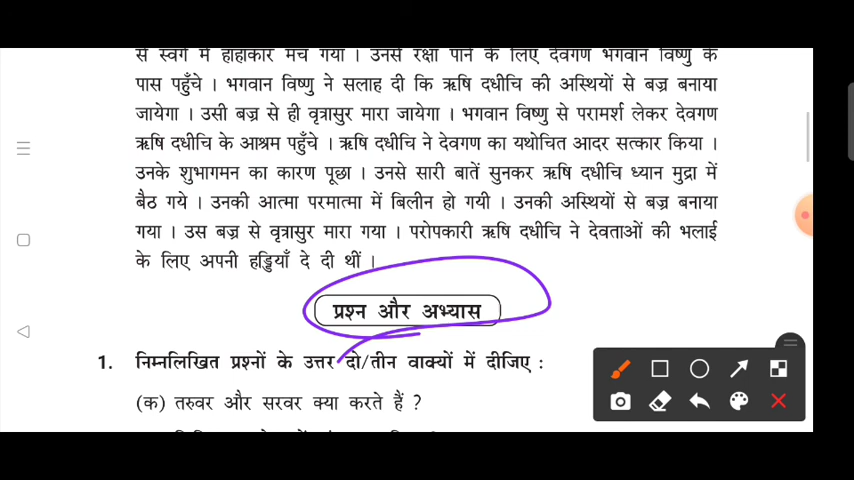 से स्वर्ग में हाहाकार मच गया । उनसे रक्षा पाने के लिए देवगण भगवान विष्णु के
पास पहुँचे । भगवान विष्णु ने सलाह दी कि ऋषि दधीचि की अस्थियों से बज्र बनाया
जायेगा । उसी बज्र से ही वृत्रासुर मारा जायेगा । भगवान विष्णु से परामर्श लेकर देवगण
ऋषि दधीचि के आश्रम पहुँचे । ऋषि दधीचि ने देवगण का यथोचित आदर सत्कार किया ।
उनके शुभागमन का कारण पूछा । उनसे सारी बातें सुनकर ऋषि दधीचि ध्यान मुद्रा में
बैठ गये । उनकी आत्मा परमात्मा में बिलीन हो गयी । उनकी अस्थियों से बज्र बनाया
गया । उस बज्र से वृत्रासुर मारा गया । परोपकारी ऋषि दधीचि ने देवताओं की भलाई
के लिए अपनी हड्डियाँ दे दी थीं ।
प्रश्न और अभ्यास
1. निम्नलिखित प्रश्नों के उत्तर दो/तीन वाक्यों में दीजिए :
(क) तरुवर और सरवर क्या करते हैं ?